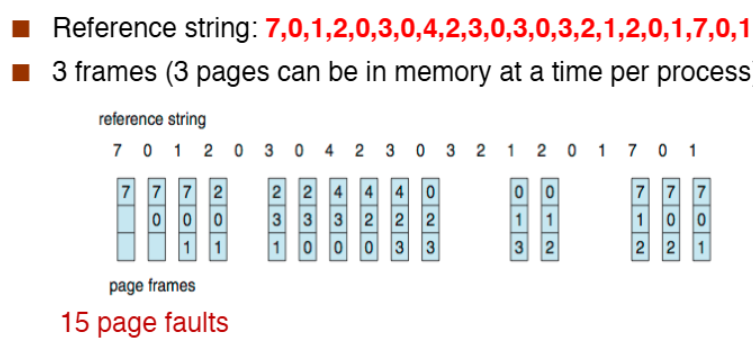 Reference string: 7,0,1,2,0,3,0,4,2,3,0,3,0,3,2,1,2,0,1,7,0,1
3 frames (3 pages can be in memory at a time per process)
reference string
7 0 1 2 0 3 0 4 2 3 0 3 2 1 2 0 1 7 0 1
7 7 7 2 2 2 4 4 4 0 0 0 7 7 7
0 0 0 3 3 3 2 2 2 1 1 1 0 0
1 1 1 0 0 0 3 3 3 2 2 2 1
page frames
15 page faults